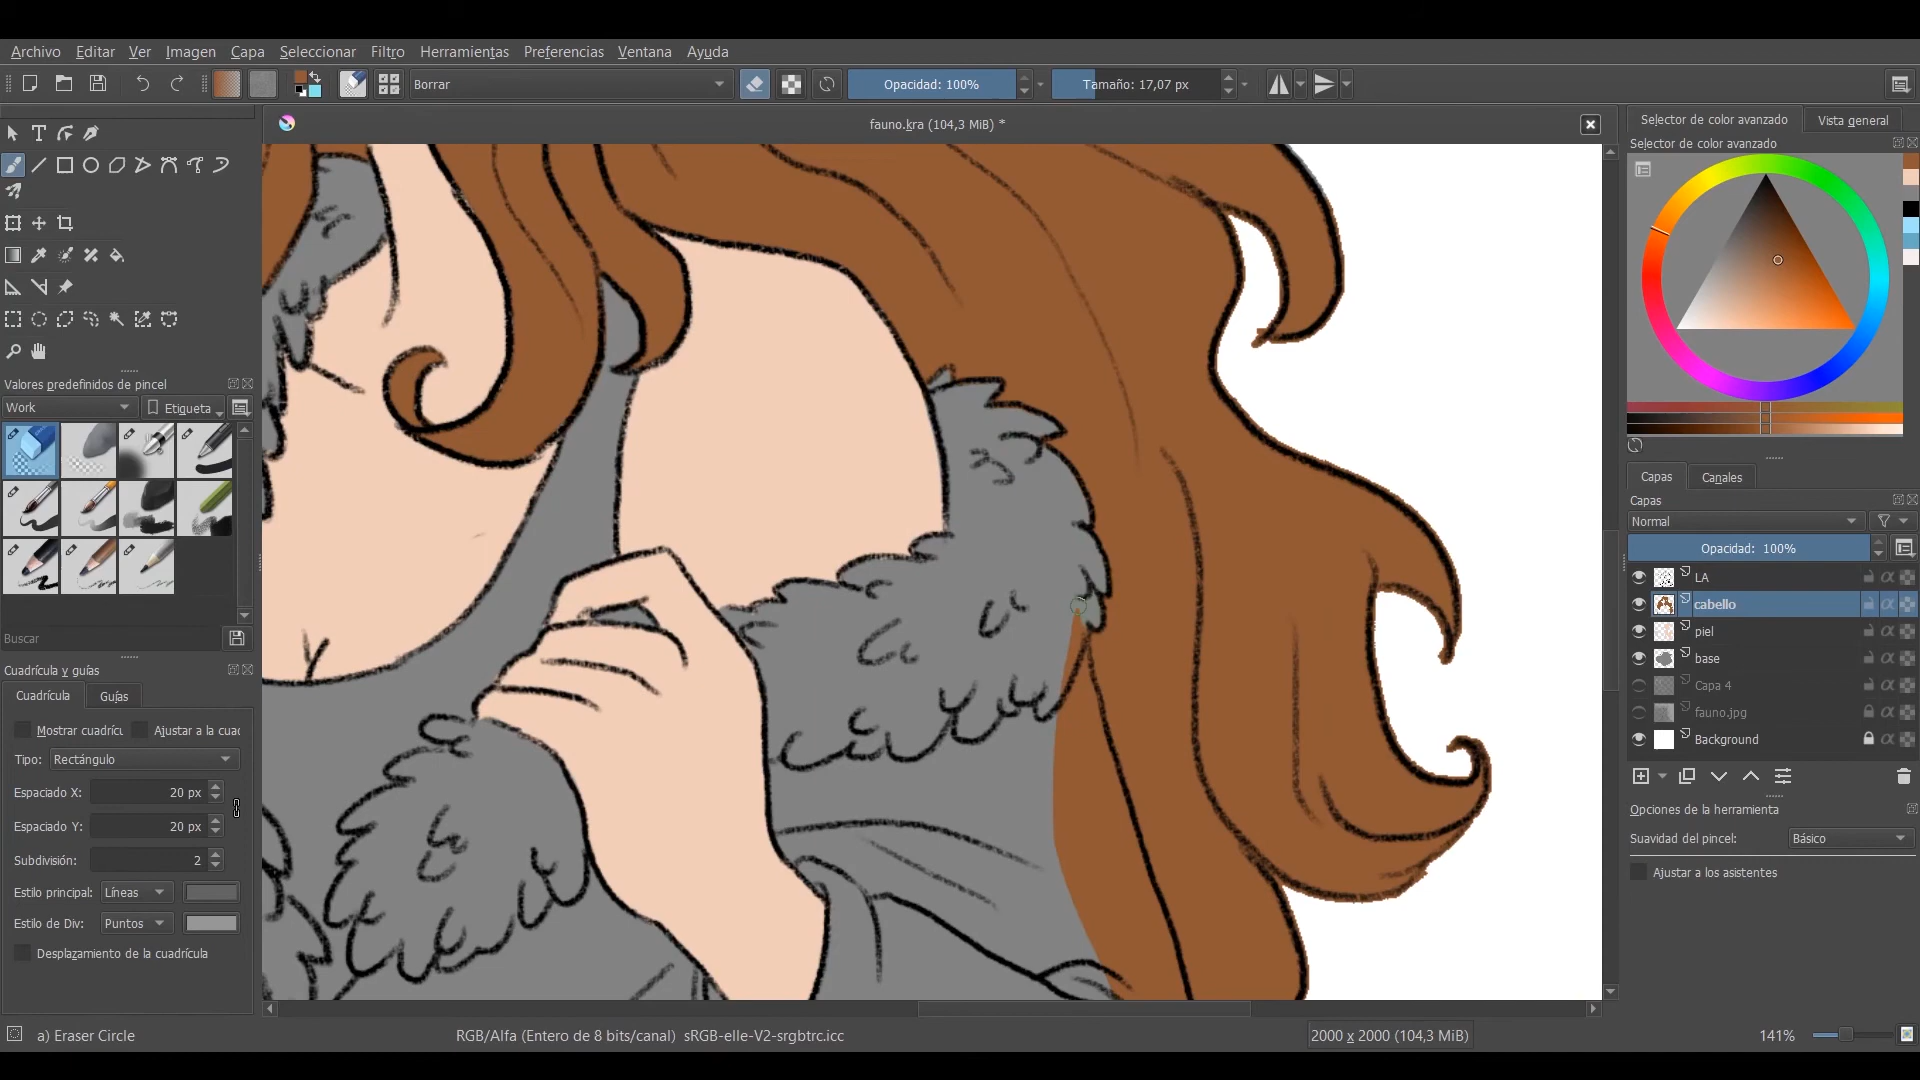 Archivo Editar Ver Imagen Capa Seleccionar Filtro Herramientas Preferencias Ventana Ayuda
Borrar
Opacidad: 100%
Tamaño: 17,07 px
fauno.kra (104,3 MiB) *
Selector de color avanzado
Vista general
Selector de color avanzado
Valores predefinidos de pincel
Work
Etiqueta
Buscar
Cuadrícula y guías
Cuadrícula
Guías
Mostrar cuadrícu
Ajustar a la cuad
Tipo: Rectángulo
Espaciado X: 20 px
Espaciado Y: 20 px
Subdivisión: 2
Estilo principal: Líneas
Estilo de Div: Puntos
Desplazamiento de la cuadrícula
Capas
Canales
Capas
Normal
Opacidad: 100%
LA
cabello
piel
base
Capa 4
fauno.jpg
Background
Opciones de la herramienta
Suavidad del pincel: Básico
Ajustar a los asistentes
a) Eraser Circle
RGB/Alfa (Entero de 8 bits/canal) sRGB-elle-V2-srgbtrc.icc
2000 x 2000 (104,3 MiB)
141%